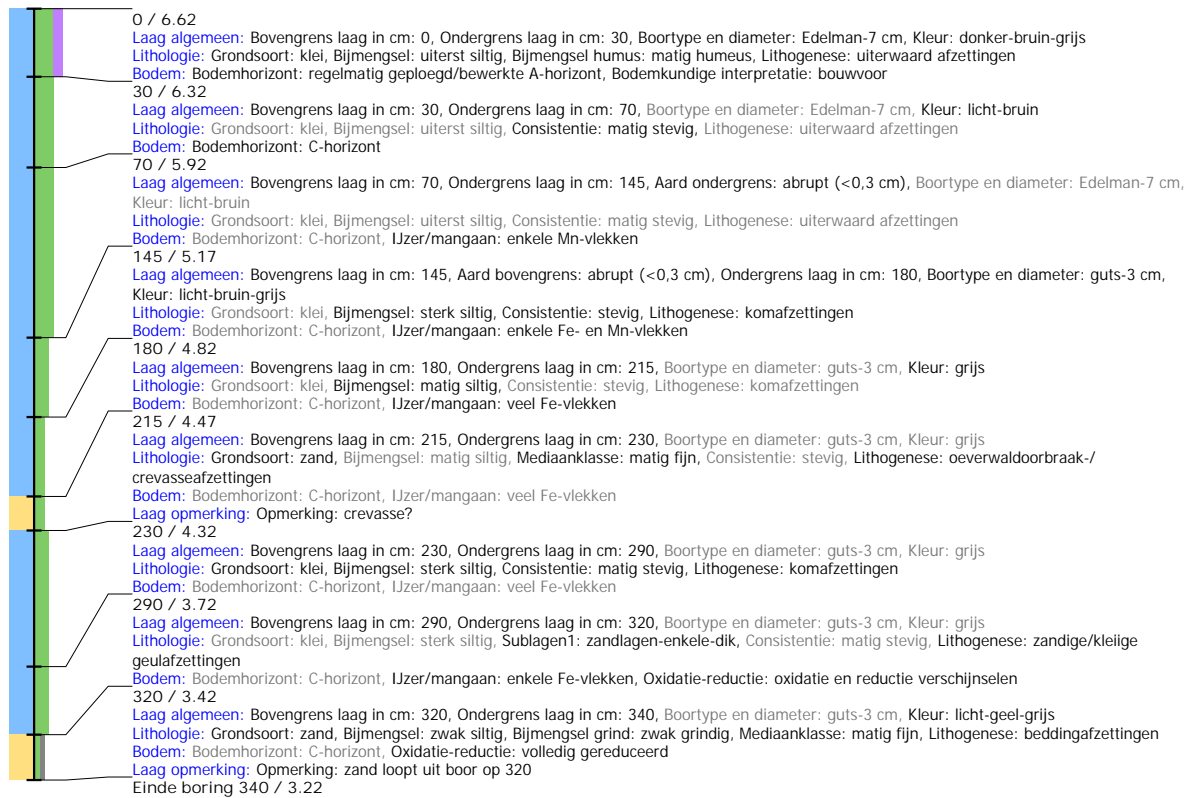 0 / 6.62
Laag algemeen: Bovengrens laag in cm: 0, Ondergrens laag in cm: 30, Boortype en diameter: Edelman-7 cm, Kleur: donker-bruin-grijs
Lithologie: Grondsoort: klei, Bijmengsel: uiterst siltig, Bijmengsel humus: matig humeus, Lithogenese: uiterwaard afzettingen
Bodem: Bodemhorizont: regelmatig geploegd/bewerkte A-horizont, Bodemkundige interpretatie: bouwvoor
30 / 6.32
Laag algemeen: Bovengrens laag in cm: 30, Ondergrens laag in cm: 70, Boortype en diameter: Edelman-7 cm, Kleur: licht-bruin
Lithologie: Grondsoort: klei, Bijmengsel: uiterst siltig, Consistentie: matig stevig, Lithogenese: uiterwaard afzettingen
Bodem: Bodemhorizont: C-horizont
70 / 5.92
Laag algemeen: Bovengrens laag in cm: 70, Ondergrens laag in cm: 145, Aard ondergrens: abrupt (<0,3 cm), Boortype en diameter: Edelman-7 cm,
Kleur: licht-bruin
Lithologie: Grondsoort: klei, Bijmengsel: uiterst siltig, Consistentie: matig stevig, Lithogenese: uiterwaard afzettingen
Bodem: Bodemhorizont: C-horizont, IJzer/mangaan: enkele Mn-vlekken
145 / 5.17
Laag algemeen: Bovengrens laag in cm: 145, Aard bovengrens: abrupt (<0,3 cm), Ondergrens laag in cm: 180, Boortype en diameter: guts-3 cm,
Kleur: licht-bruin-grijs
Lithologie: Grondsoort: klei, Bijmengsel: sterk siltig, Consistentie: stevig, Lithogenese: komafzettingen
Bodem: Bodemhorizont: C-horizont, IJzer/mangaan: enkele Fe- en Mn-vlekken
180 / 4.82
Laag algemeen: Bovengrens laag in cm: 180, Ondergrens laag in cm: 215, Boortype en diameter: guts-3 cm, Kleur: grijs
Lithologie: Grondsoort: klei, Bijmengsel: matig siltig, Consistentie: stevig, Lithogenese: komafzettingen
Bodem: Bodemhorizont: C-horizont, IJzer/mangaan: veel Fe-vlekken
215 / 4.47
Laag algemeen: Bovengrens laag in cm: 215, Ondergrens laag in cm: 230, Boortype en diameter: guts-3 cm, Kleur: grijs
Lithologie: Grondsoort: zand, Bijmengsel: matig siltig, Mediaanklasse: matig fijn, Consistentie: stevig, Lithogenese: oeverwaldoorbraak-/
crevasseafzettingen
Bodem: Bodemhorizont: C-horizont, IJzer/mangaan: veel Fe-vlekken
Laag opmerking: Opmerking: crevasse?
230 / 4.32
Laag algemeen: Bovengrens laag in cm: 230, Ondergrens laag in cm: 290, Boortype en diameter: guts-3 cm, Kleur: grijs
Lithologie: Grondsoort: klei, Bijmengsel: sterk siltig, Consistentie: matig stevig, Lithogenese: komafzettingen
Bodem: Bodemhorizont: C-horizont, IJzer/mangaan: veel Fe-vlekken
290 / 3.72
Laag algemeen: Bovengrens laag in cm: 290, Ondergrens laag in cm: 320, Boortype en diameter: guts-3 cm, Kleur: grijs
Lithologie: Grondsoort: klei, Bijmengsel: sterk siltig, Sublagen1: zandlagen-enkele-dik, Consistentie: matig stevig, Lithogenese: zandige/kleiige
geulafzettingen
Bodem: Bodemhorizont: C-horizont, IJzer/mangaan: enkele Fe-vlekken, Oxidatie-reductie: oxidatie en reductie verschijnselen
320 / 3.42
Laag algemeen: Bovengrens laag in cm: 320, Ondergrens laag in cm: 340, Boortype en diameter: guts-3 cm, Kleur: licht-geel-grijs
Lithologie: Grondsoort: zand, Bijmengsel: zwak siltig, Bijmengsel grind: zwak grindig, Mediaanklasse: matig fijn, Lithogenese: beddingafzettingen
Bodem: Bodemhorizont: C-horizont, Oxidatie-reductie: volledig gereduceerd
Laag opmerking: Opmerking: zand loopt uit boor op 320
Einde boring 340 / 3.22